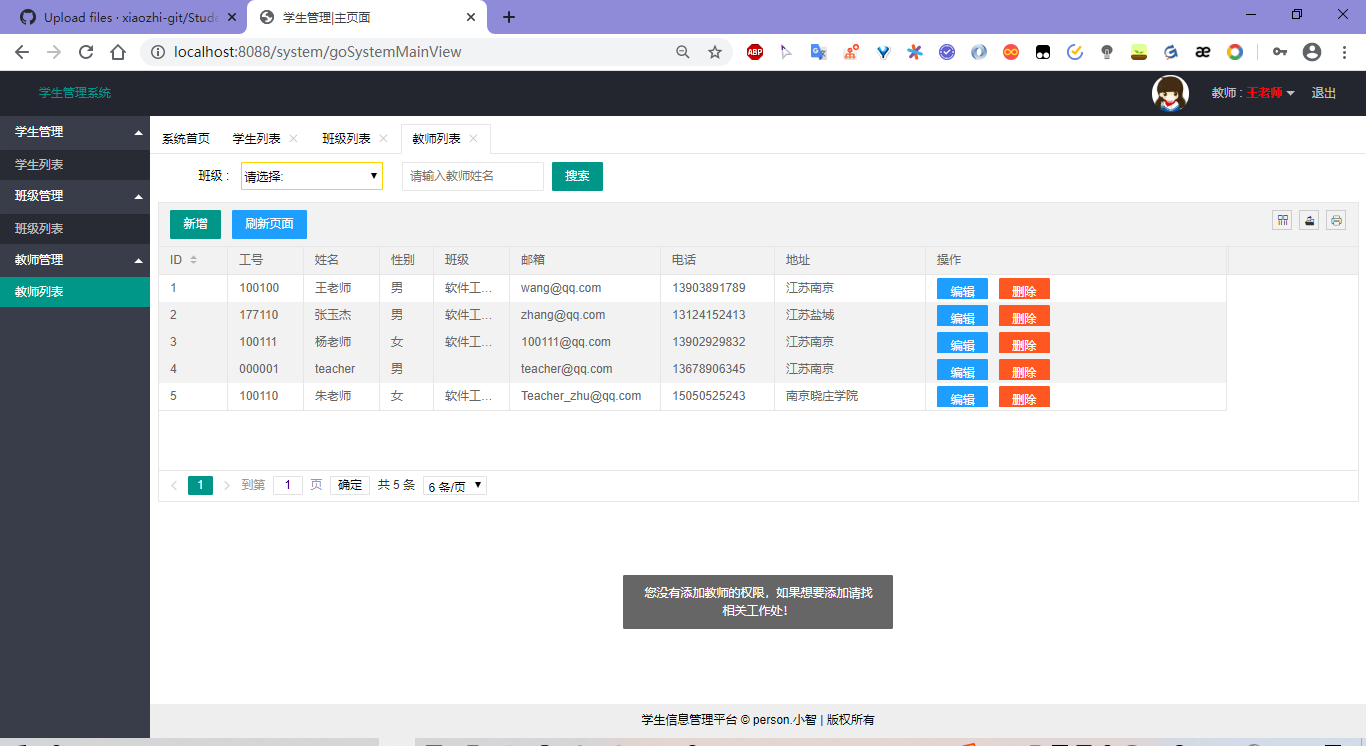 Upload files · xiaozhi-git/Stude
学生管理|主页面
localhost:8088/system/goSystemMainView
ABP
学生管理系统
教师 : 王老师
退出
学生管理
学生列表
班级管理
班级列表
教师管理
教师列表
系统首页 学生列表 班级列表 教师列表
班级 : 请选择: 请输入教师姓名 搜索
新增 刷新页面
ID 工号 姓名 性别 班级 邮箱 电话 地址 操作
1 100100 王老师 男 软件工... wang@qq.com 13903891789 江苏南京 编辑 删除
2 177110 张玉杰 男 软件工... zhang@qq.com 13124152413 江苏盐城 编辑 删除
3 100111 杨老师 女 软件工... 100111@qq.com 13902929832 江苏南京 编辑 删除
4 000001 teacher 男 teacher@qq.com 13678906345 江苏南京 编辑 删除
5 100110 朱老师 女 软件工... Teacher_zhu@qq.com 15050525243 南京晓庄学院 编辑 删除
1 到第 1 页 确定 共 5 条 6 条/页
您没有添加教师的权限，如果想要添加请找
相关工作处!
学生信息管理平台 © person.小智 | 版权所有